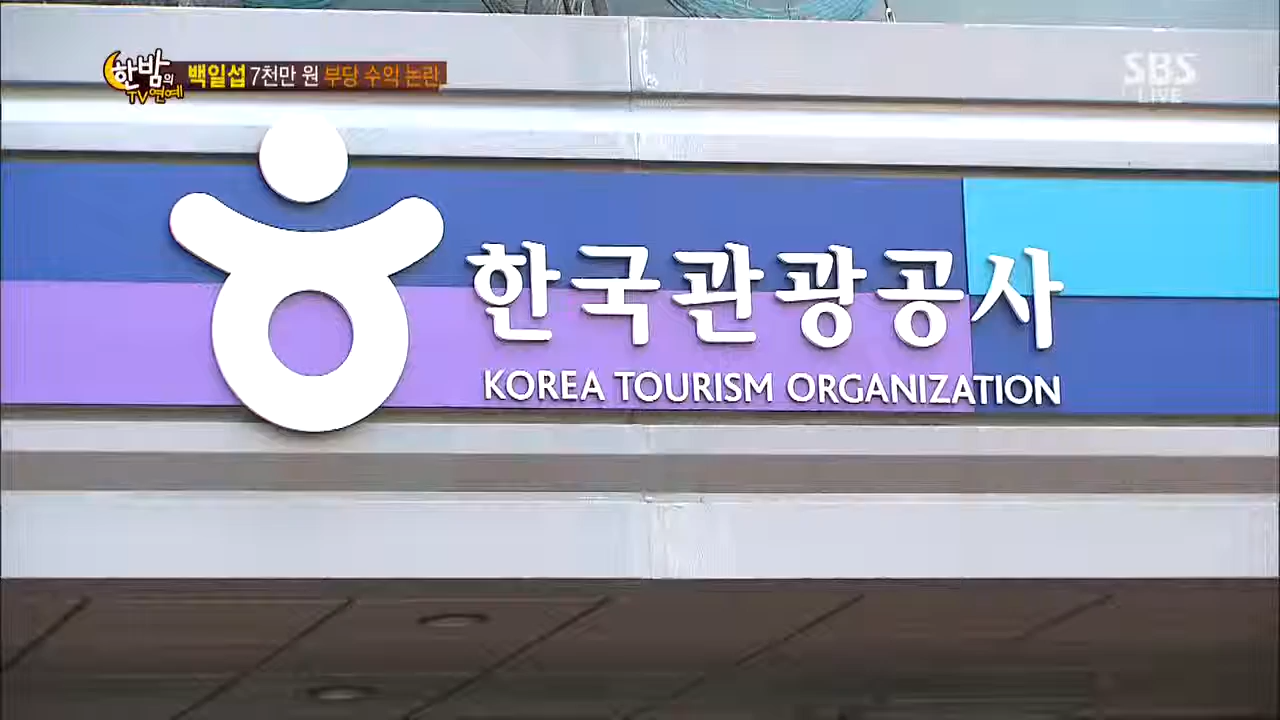 한밤의 TV연예
백일섭 7천만 원 부당 수익 논란
SBS
LIVE
한국관광공사
KOREA TOURISM ORGANIZATION